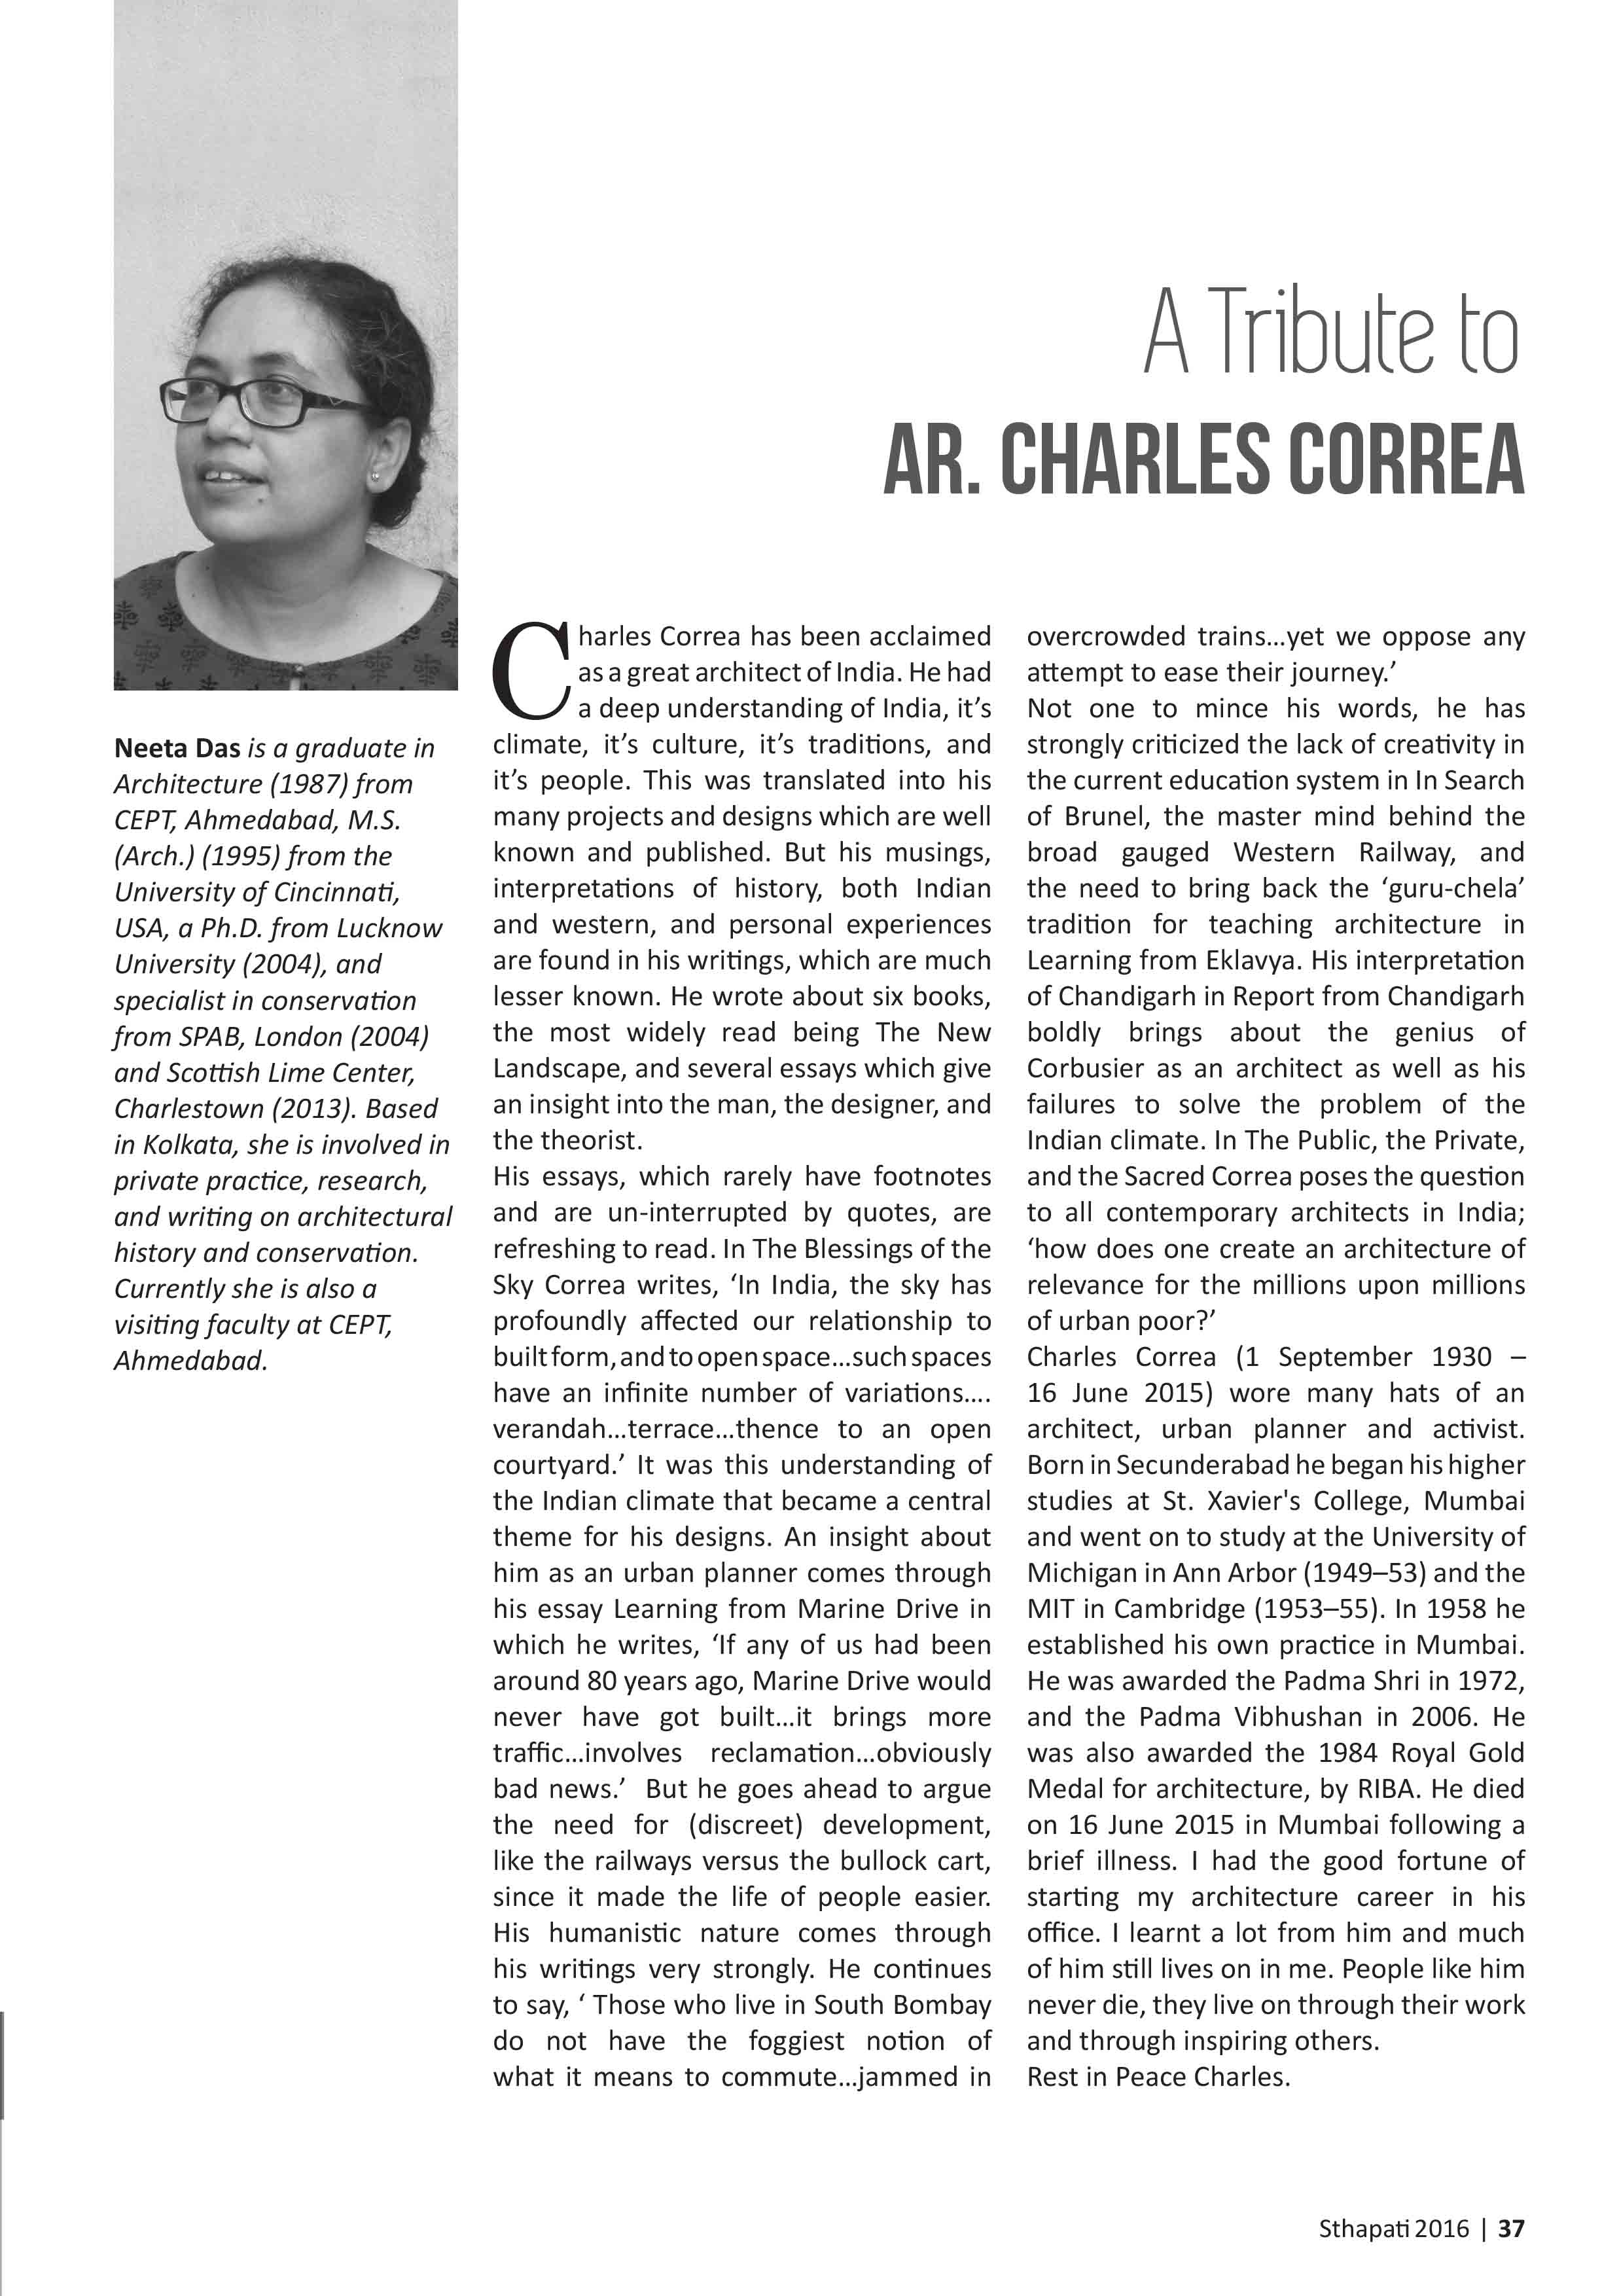 A Tribute to
AR. CHARLES CORREA
Neeta Das is a graduate in
Architecture (1987) from
CEPT, Ahmedabad, M.S.
(Arch.) (1995) from the
University of Cincinnati,
USA, a Ph.D. from Lucknow
University (2004), and
specialist in conservation
from SPAB, London (2004)
and Scottish Lime Center,
Charlestown (2013). Based
in Kolkata, she is involved in
private practice, research,
and writing on architectural
history and conservation.
Currently she is also a
visiting faculty at CEPT,
Ahmedabad.
Charles Correa has been acclaimed
as a great architect of India. He had
a deep understanding of India, it’s
climate, it’s culture, it’s traditions, and
it’s people. This was translated into his
many projects and designs which are well
known and published. But his musings,
interpretations of history, both Indian
and western, and personal experiences
are found in his writings, which are much
lesser known. He wrote about six books,
the most widely read being The New
Landscape, and several essays which give
an insight into the man, the designer, and
the theorist.
His essays, which rarely have footnotes
and are un-interrupted by quotes, are
refreshing to read. In The Blessings of the
Sky Correa writes, ‘In India, the sky has
profoundly affected our relationship to
built form, and to open space...such spaces
have an infinite number of variations....
verandah...terrace...thence to an open
courtyard.’ It was this understanding of
the Indian climate that became a central
theme for his designs. An insight about
him as an urban planner comes through
his essay Learning from Marine Drive in
which he writes, ‘If any of us had been
around 80 years ago, Marine Drive would
never have got built...it brings more
traffic...involves reclamation...obviously
bad news.’ But he goes ahead to argue
the need for (discreet) development,
like the railways versus the bullock cart,
since it made the life of people easier.
His humanistic nature comes through
his writings very strongly. He continues
to say, ‘ Those who live in South Bombay
do not have the foggiest notion of
what it means to commute...jammed in
overcrowded trains...yet we oppose any
attempt to ease their journey.’
Not one to mince his words, he has
strongly criticized the lack of creativity in
the current education system in In Search
of Brunel, the master mind behind the
broad gauged Western Railway, and
the need to bring back the ‘guru-chela’
tradition for teaching architecture in
Learning from Eklavya. His interpretation
of Chandigarh in Report from Chandigarh
boldly brings about the genius of
Corbusier as an architect as well as his
failures to solve the problem of the
Indian climate. In The Public, the Private,
and the Sacred Correa poses the question
to all contemporary architects in India;
‘how does one create an architecture of
relevance for the millions upon millions
of urban poor?’
Charles Correa (1 September 1930 –
16 June 2015) wore many hats of an
architect, urban planner and activist.
Born in Secunderabad he began his higher
studies at St. Xavier's College, Mumbai
and went on to study at the University of
Michigan in Ann Arbor (1949–53) and the
MIT in Cambridge (1953–55). In 1958 he
established his own practice in Mumbai.
He was awarded the Padma Shri in 1972,
and the Padma Vibhushan in 2006. He
was also awarded the 1984 Royal Gold
Medal for architecture, by RIBA. He died
on 16 June 2015 in Mumbai following a
brief illness. I had the good fortune of
starting my architecture career in his
office. I learnt a lot from him and much
of him still lives on in me. People like him
never die, they live on through their work
and through inspiring others.
Rest in Peace Charles.
Sthapati 2016 | 37